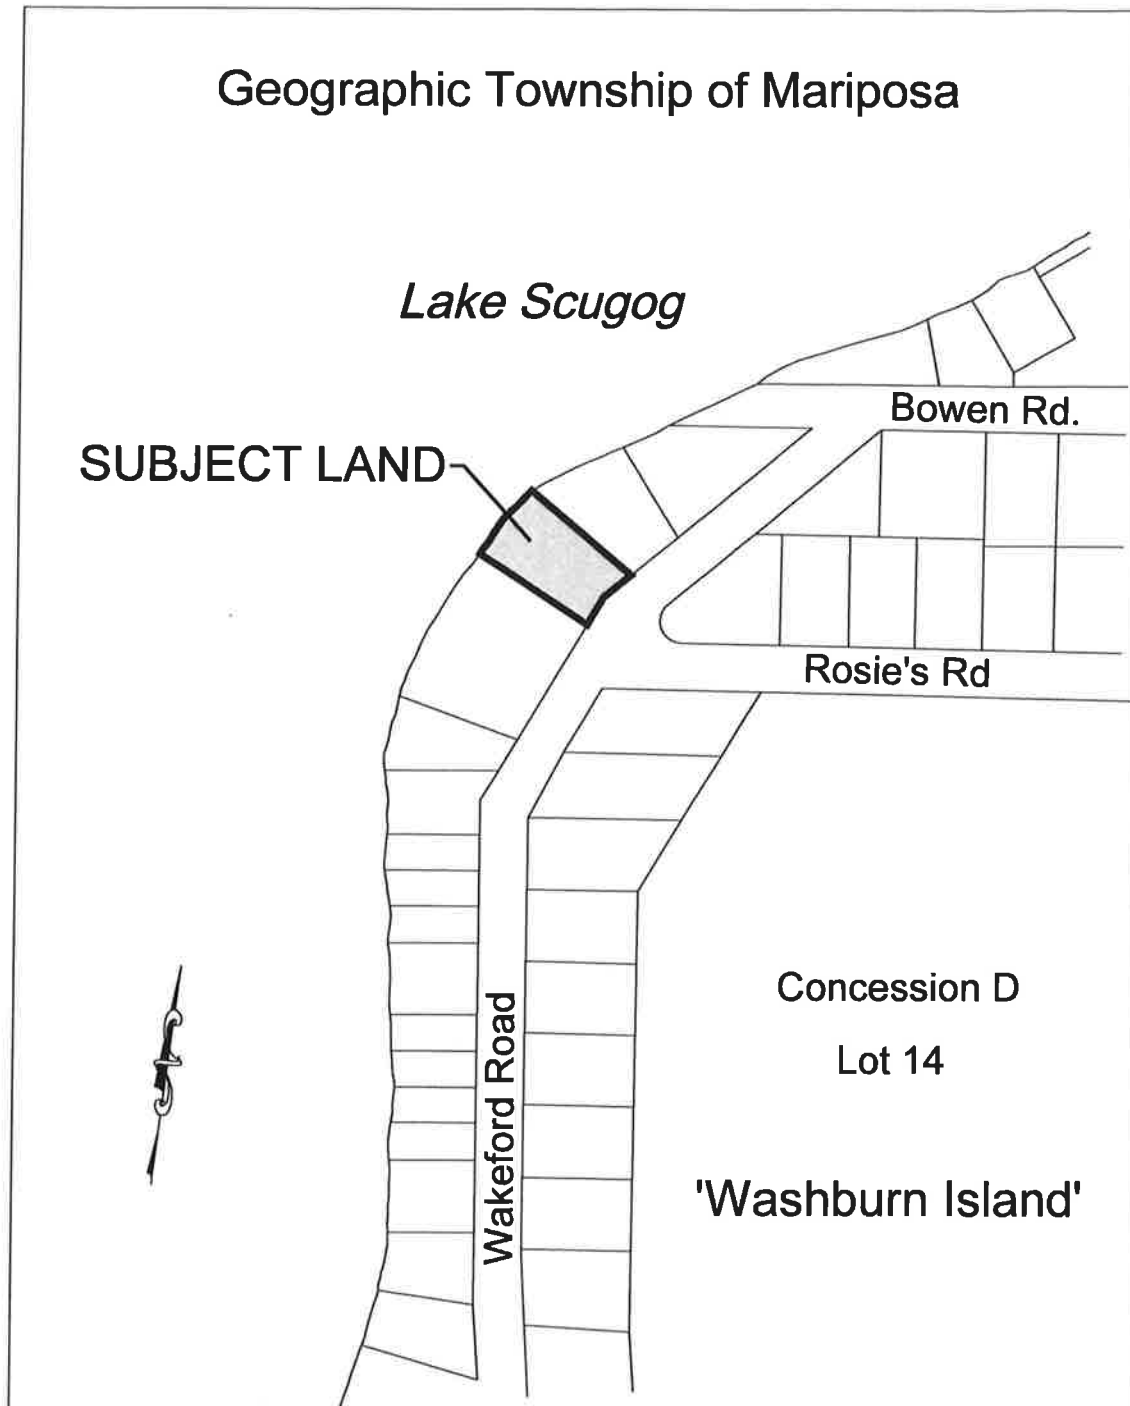 Geographic Township of Mariposa
Lake Scugog
Bowen Rd.
SUBJECT LAND
Rosie's Rd
Concession D
Lot 14
Wakeford Road
'Washburn Island'